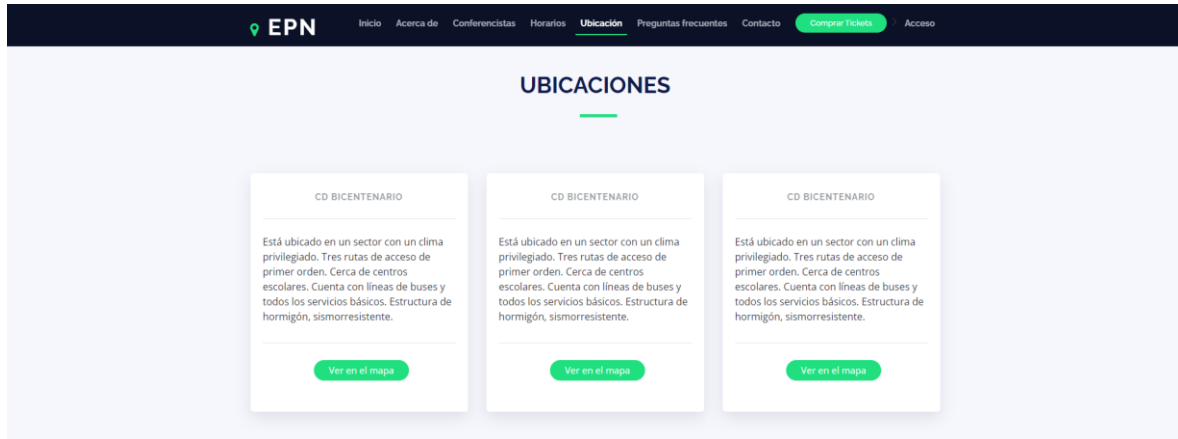 EPN
Inicio Acerca de Conferencistas Horarios Ubicación Preguntas frecuentes Contacto Comprar Tickets Acceso
UBICACIONES
CD BICENTENARIO
Está ubicado en un sector con un clima
privilegiado. Tres rutas de acceso de
primer orden. Cerca de centros
escolares. Cuenta con líneas de buses y
todos los servicios básicos. Estructura de
hormigón, sismorresistente.
Ver en el mapa
CD BICENTENARIO
Está ubicado en un sector con un clima
privilegiado. Tres rutas de acceso de
primer orden. Cerca de centros
escolares. Cuenta con líneas de buses y
todos los servicios básicos. Estructura de
hormigón, sismorresistente.
Ver en el mapa
CD BICENTENARIO
Está ubicado en un sector con un clima
privilegiado. Tres rutas de acceso de
primer orden. Cerca de centros
escolares. Cuenta con líneas de buses y
todos los servicios básicos. Estructura de
hormigón, sismorresistente.
Ver en el mapa